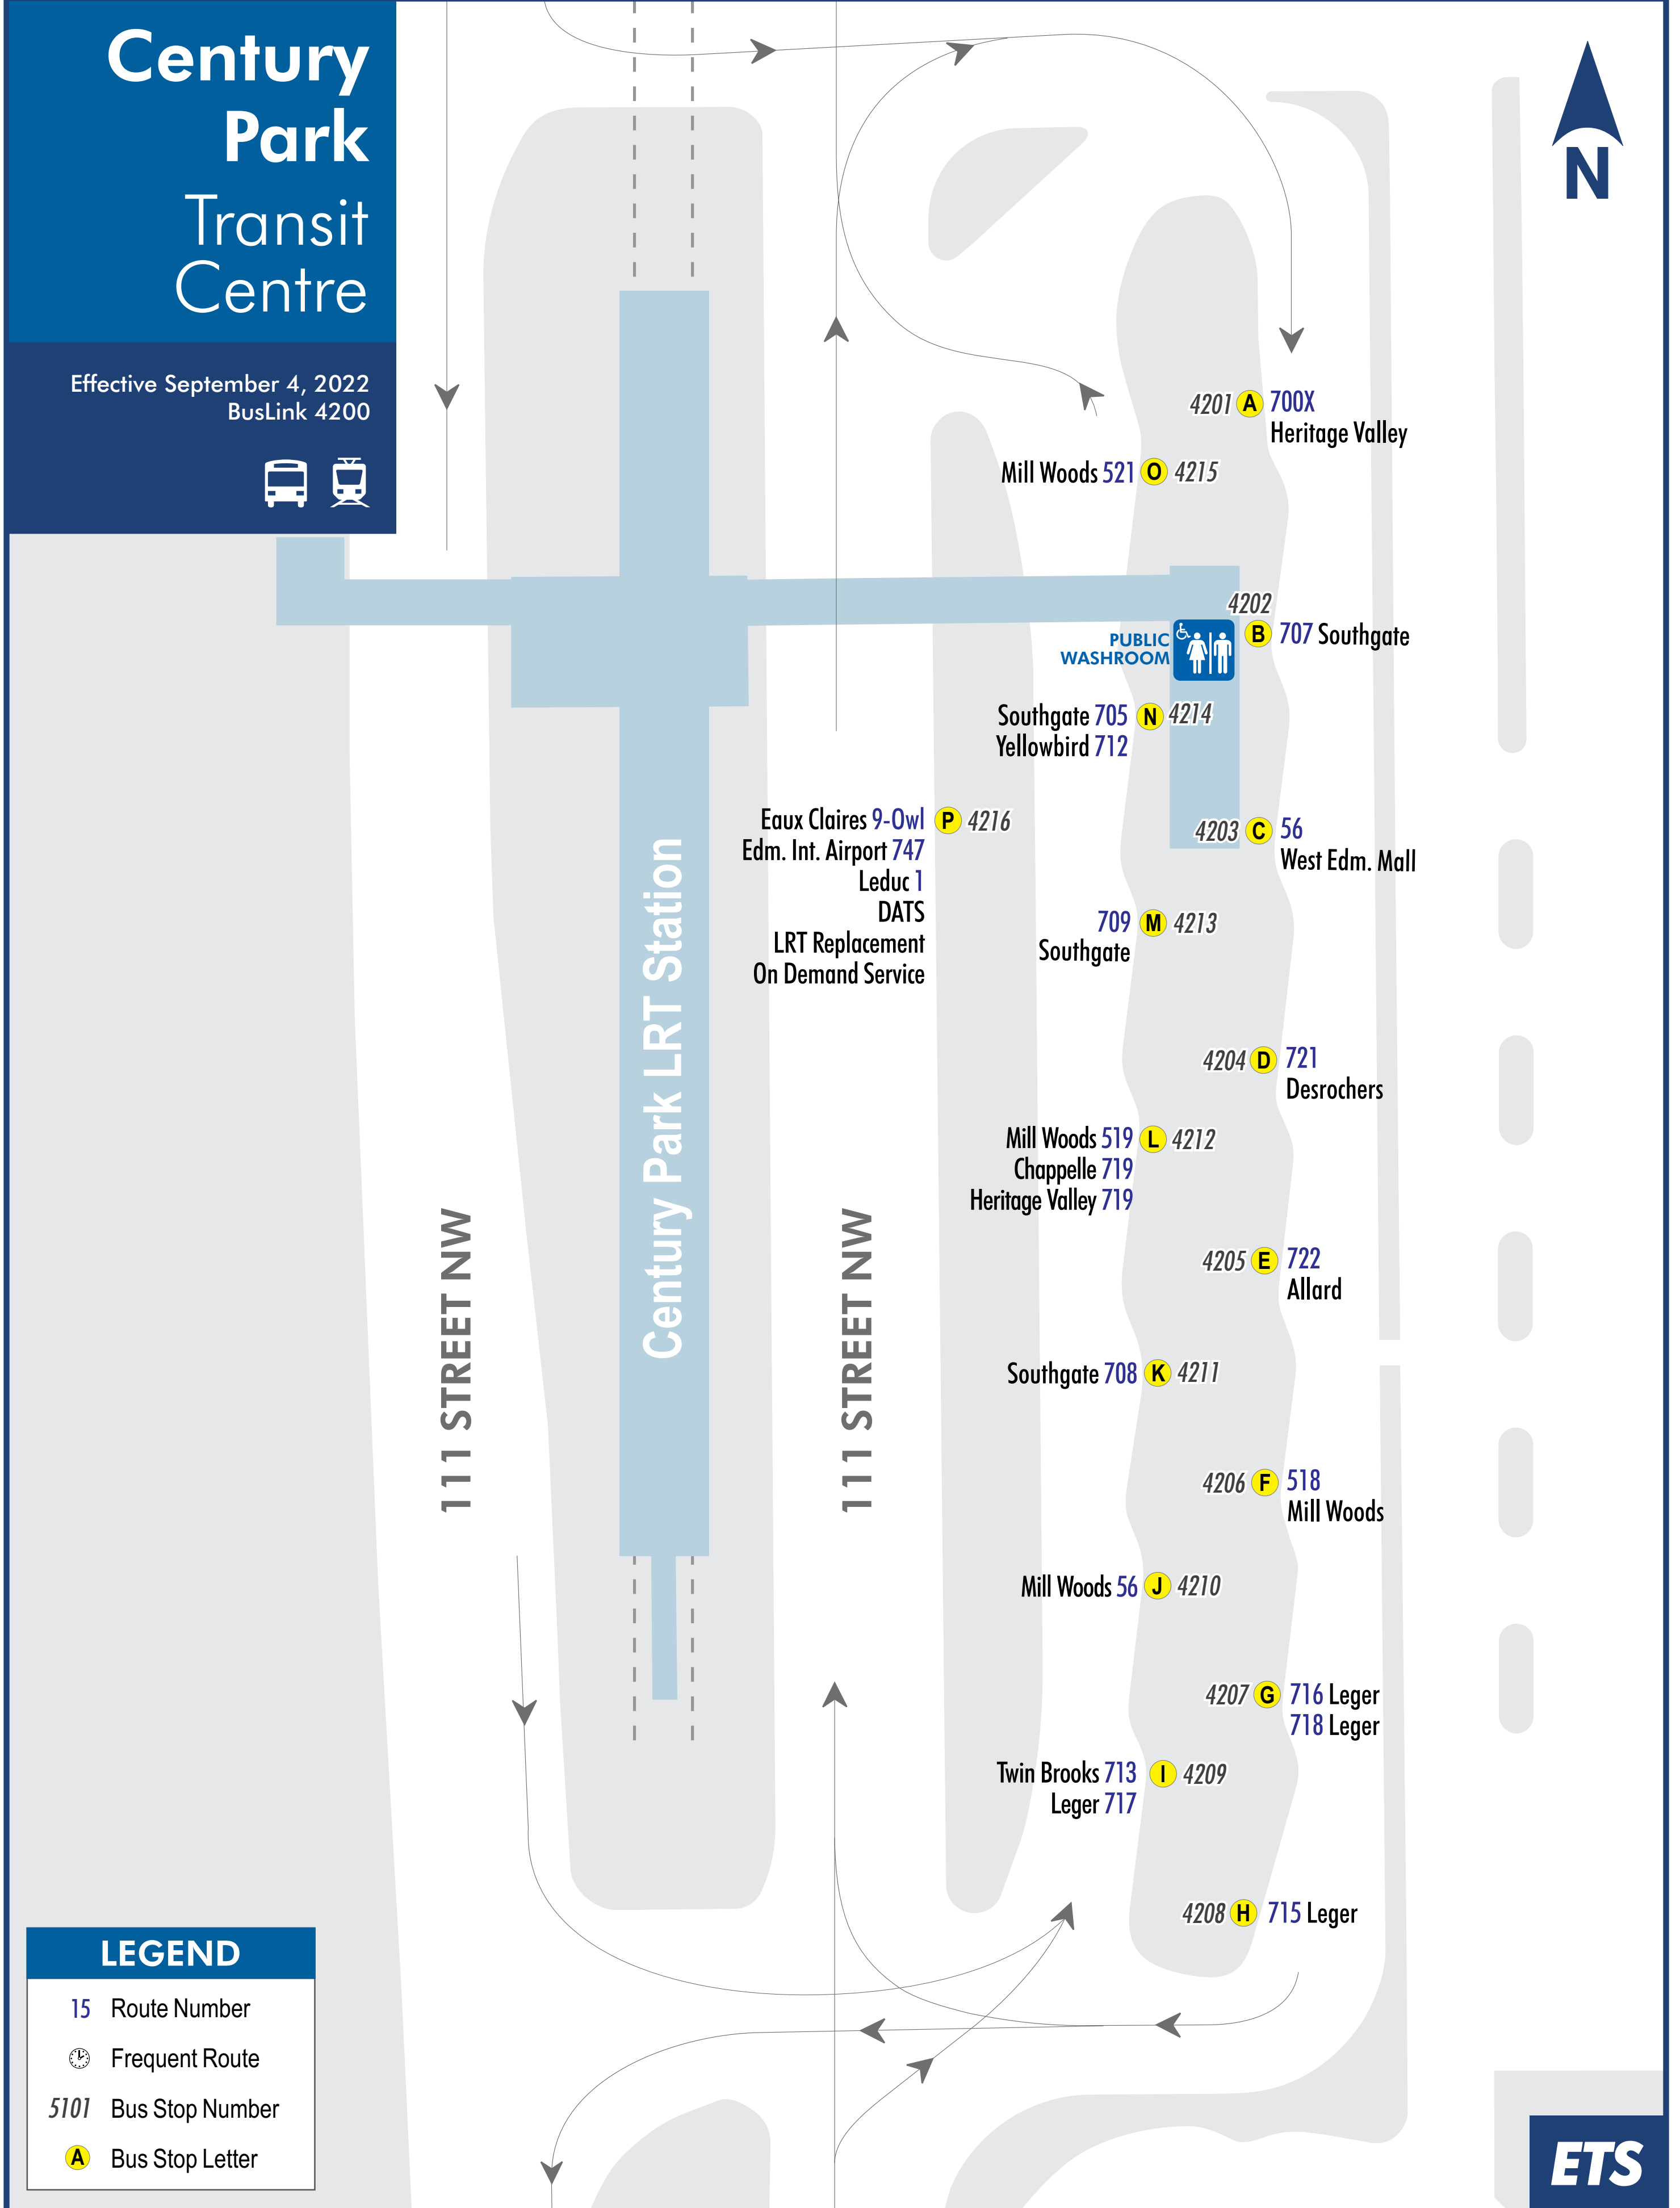 Century
Park
Transit
Centre
Effective September 4, 2022
BusLink 4200
N
4201 A 700X
Heritage Valley
Mill Woods 521 O 4215
4202
B 707 Southgate
PUBLIC
WASHROOM
Southgate 705 N 4214
Yellowbird 712
Eaux Claires 9-Owl P 4216
Edm. Int. Airport 747
Leduc 1
DATS
LRT Replacement
On Demand Service
4203 C 56
West Edm. Mall
709 M 4213
Southgate
4204 D 721
Desrochers
Mill Woods 519 L 4212
Chappelle 719
Heritage Valley 719
4205 E 722
Allard
Southgate 708 K 4211
4206 F 518
Mill Woods
Mill Woods 56 J 4210
4207 G 716 Leger
718 Leger
Twin Brooks 713 I 4209
Leger 717
4208 H 715 Leger
Century Park LRT Station
111 STREET NW
111 STREET NW
LEGEND
15 Route Number
Frequent Route
5101 Bus Stop Number
A Bus Stop Letter
ETS